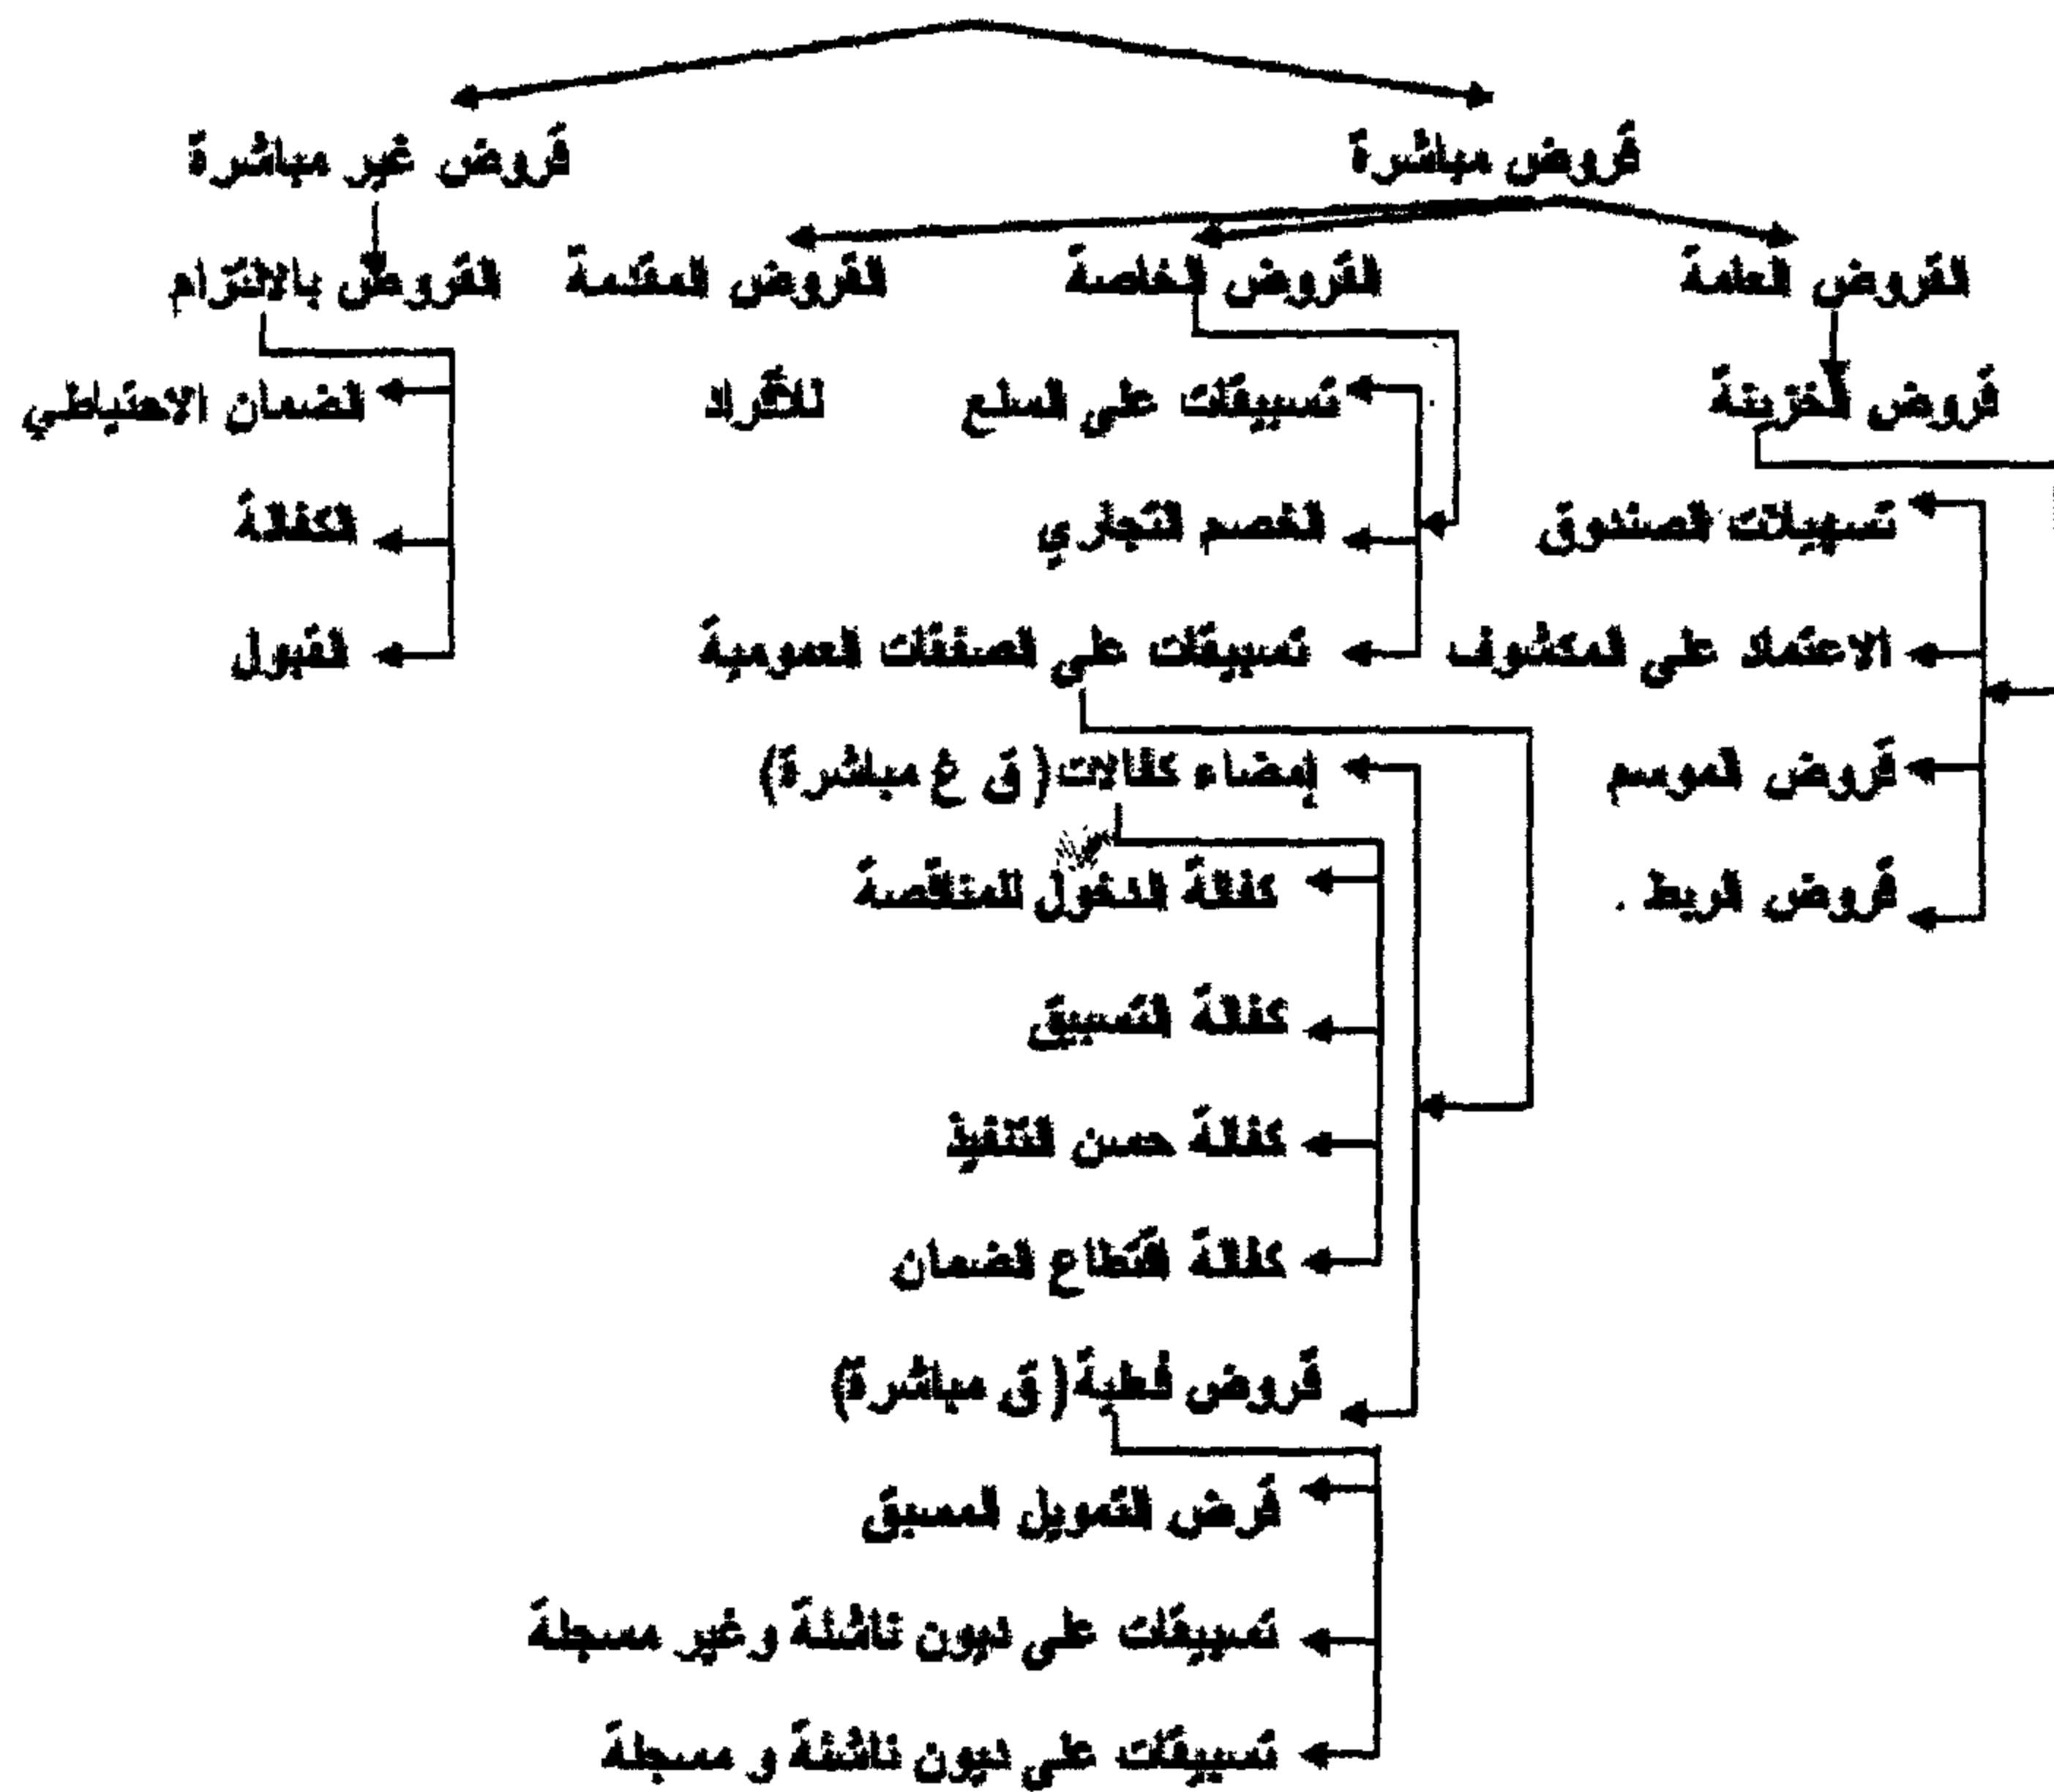 قروض مباشرة
قروض غير مباشرة
القروض العامة
القروض الخاصة
القروض المقدمة
القروض بالالتزام
قروض الخزينة
تسبيقات على السلع
للأفراد
الضمان الاحتياطي
تسهيلات الصندوق
الخصم التجاري
الكفالة
الاعتماد على المكشوف
تسبيقات على الصفقات العمومية
القبول
قروض الموسم
إمضاء كفالات (ق غ مباشرة)
قروض الربط .
كفالة الدخول للمناقصة
كفالة التسبيق
كفالة حسن التنفيذ
كفالة اقتطاع الضمان
قروض فعلية (ق مباشرة)
قرض التمويل المسبق
تسبيقات على ديون ناشئة وغير مسجلة
تسبيقات على ديون ناشئة و مسجلة